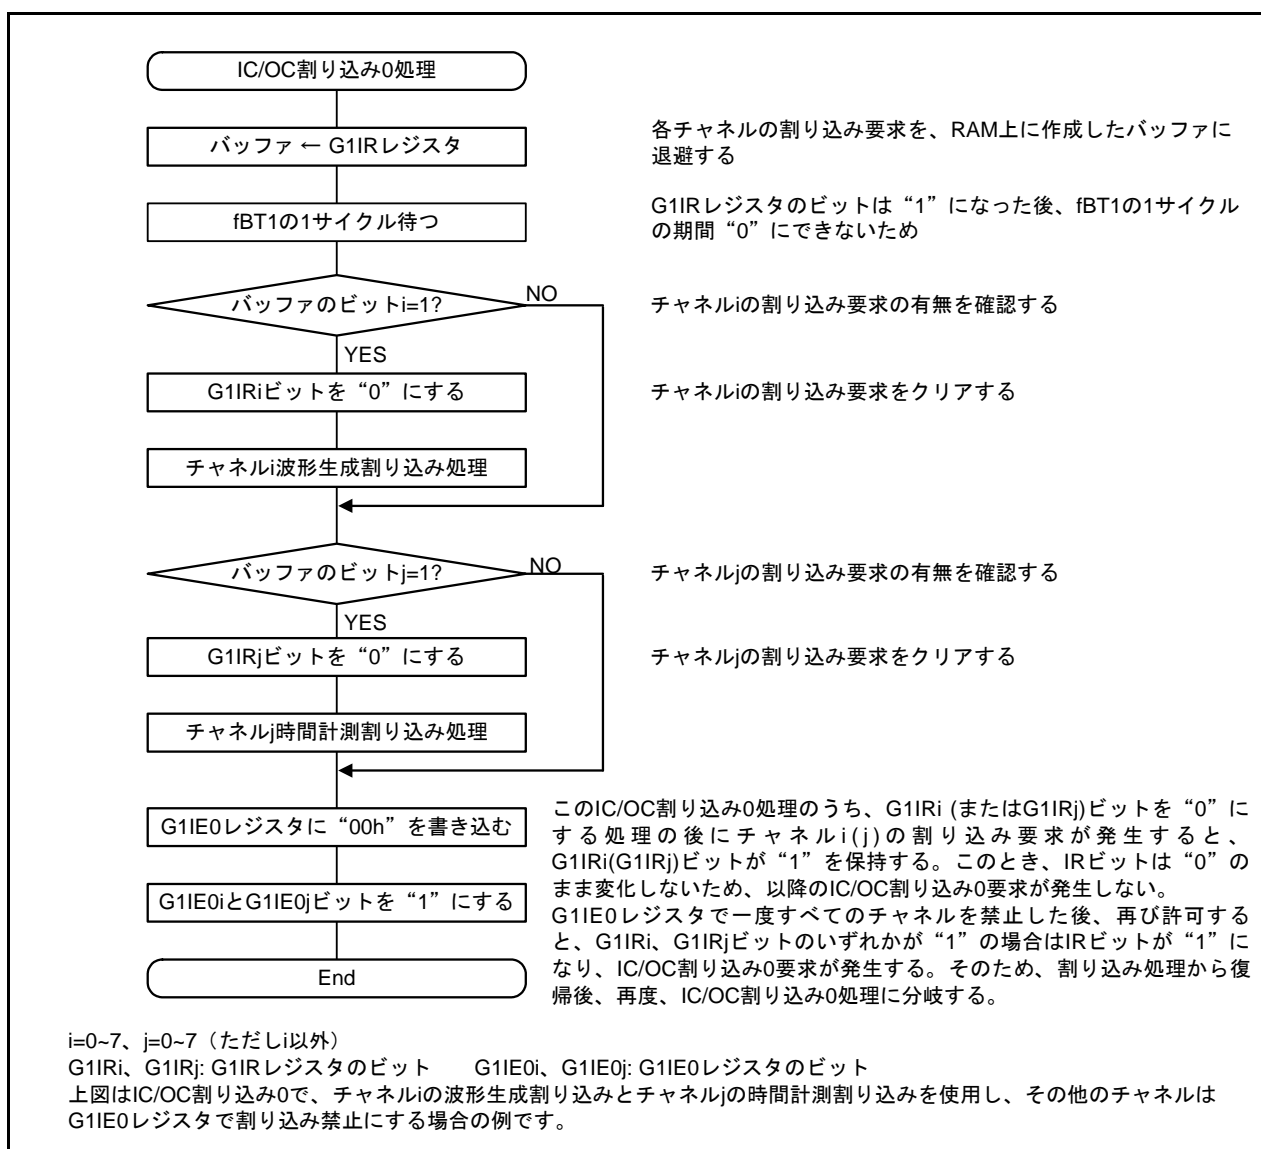 IC/OC割り込み0処理
バッファ ← G1IRレジスタ
各チャネルの割り込み要求を、RAM上に作成したバッファに
退避する
fBT1の1サイクル待つ
G1IRレジスタのビットは“1”になった後、fBT1の1サイクル
の期間“0”にできないため
バッファのビットi=1?
NO
チャネルiの割り込み要求の有無を確認する
YES
G1IRiビットを“0”にする
チャネルiの割り込み要求をクリアする
チャネルi波形生成割り込み処理
バッファのビットj=1?
NO
チャネルjの割り込み要求の有無を確認する
YES
G1IRjビットを“0”にする
チャネルjの割り込み要求をクリアする
チャネルj時間計測割り込み処理
G1IE0レジスタに“00h”を書き込む
G1IE0iとG1IE0jビットを“1”にする
End
このIC/OC割り込み0処理のうち、G1IRi (またはG1IRj)ビットを“0”に
する処理の後にチャネルi(j)の割り込み要求が発生すると、
G1IRi(G1IRj)ビットが“1”を保持する。このとき、IRビットは“0”の
まま変化しないため、以降のIC/OC割り込み0要求が発生しない。
G1IE0レジスタで一度すべてのチャネルを禁止した後、再び許可する
と、G1IRi、G1IRjビットのいずれかが“1”の場合はIRビットが“1”に
なり、IC/OC割り込み0要求が発生する。そのため、割り込み処理から復
帰後、再度、IC/OC割り込み0処理に分岐する。
i=0~7、j=0~7（ただしi以外）
G1IRi、G1IRj: G1IRレジスタのビット　　G1IE0i、G1IE0j: G1IE0レジスタのビット
上図はIC/OC割り込み0で、チャネルiの波形生成割り込みとチャネルjの時間計測割り込みを使用し、その他のチャネルは
G1IE0レジスタで割り込み禁止にする場合の例です。